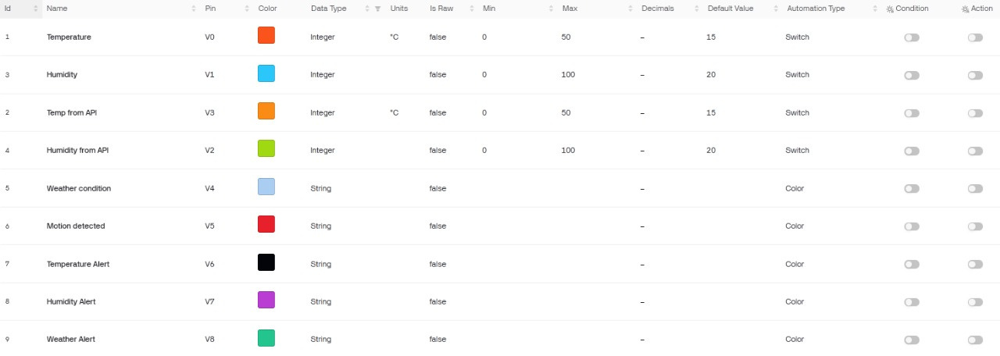 Id Name Pin Color Data Type Units Is Raw Min Max Decimals Default Value Automation Type Condition Action
1 Temperature V0 Integer °C false 0 50 – 15 Switch
3 Humidity V1 Integer false 0 100 – 20 Switch
2 Temp from API V3 Integer °C false 0 50 – 15 Switch
4 Humidity from API V2 Integer false 0 100 – 20 Switch
5 Weather condition V4 String false – Color
6 Motion detected V5 String false – Color
7 Temperature Alert V6 String false – Color
8 Humidity Alert V7 String false – Color
9 Weather Alert V8 String false – Color